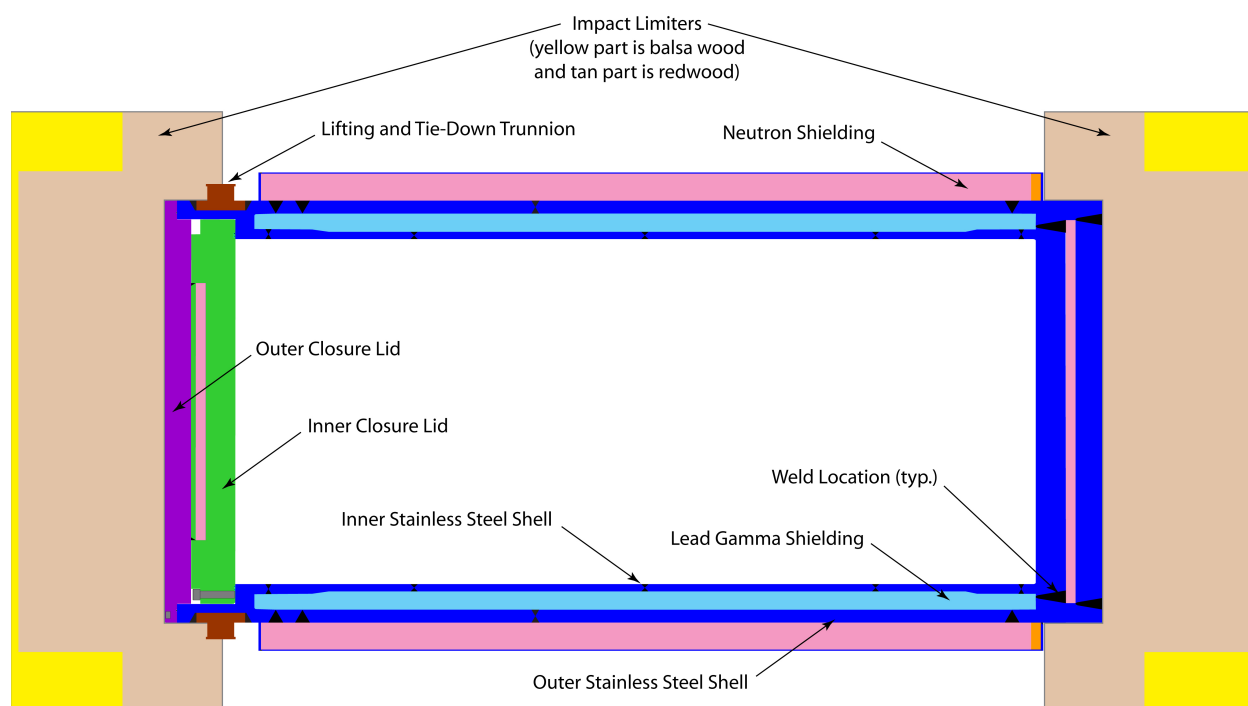 Impact Limiters
(yellow part is balsa wood
and tan part is redwood)
Lifting and Tie-Down Trunnion
Neutron Shielding
Outer Closure Lid
Inner Closure Lid
Weld Location (typ.)
Inner Stainless Steel Shell
Lead Gamma Shielding
Outer Stainless Steel Shell